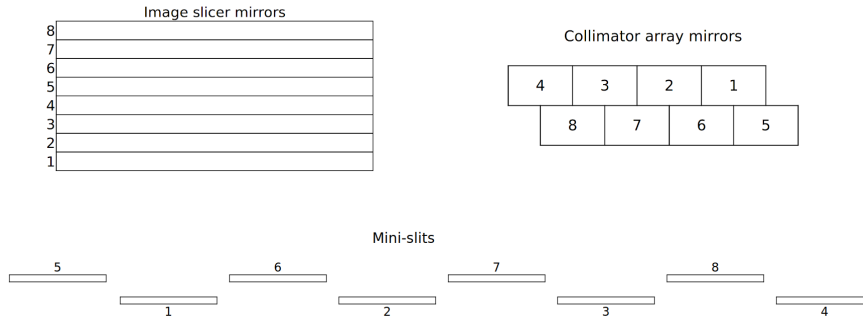 Image slicer mirrors
8
7
6
5
4
3
2
1
Collimator array mirrors
4 3 2 1
8 7 6 5
Mini-slits
5 6 7 8
1 2 3 4